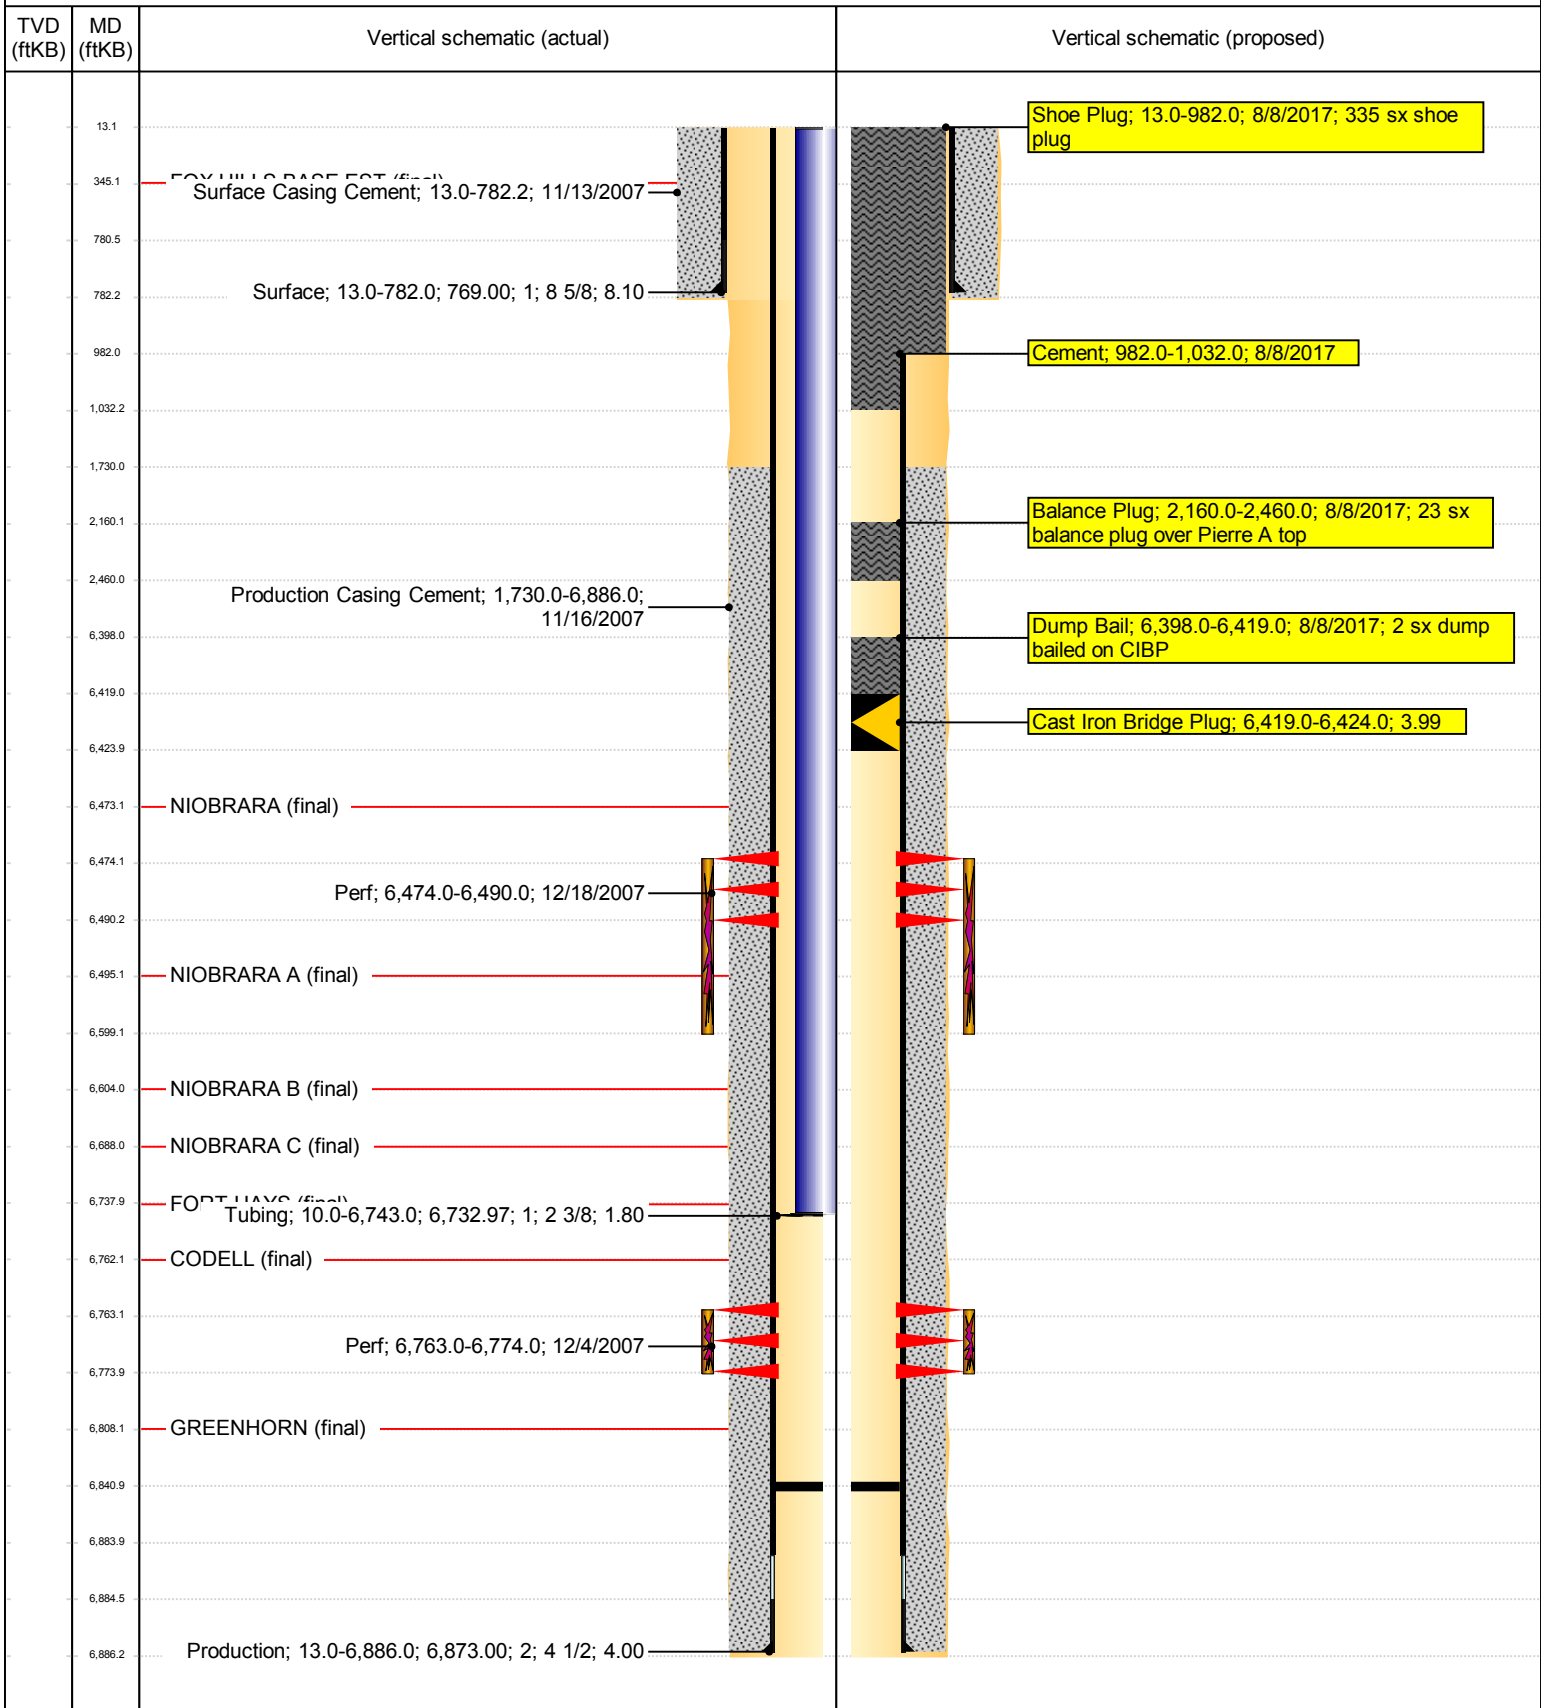 TVD (ftKB)
MD (ftKB)
Vertical schematic (actual)
Vertical schematic (proposed)
13.1
Shoe Plug; 13.0-982.0; 8/8/2017; 335 sx shoe
plug
345.1
Surface Casing Cement; 13.0-782.2; 11/13/2007
780.5
Surface; 13.0-782.0; 769.00; 1; 8 5/8; 8.10
782.2
982.0
Cement; 982.0-1,032.0; 8/8/2017
1,032.2
1,730.0
2,160.1
Balance Plug; 2,160.0-2,460.0; 8/8/2017; 23 sx
balance plug over Pierre A top
2,460.0
Production Casing Cement; 1,730.0-6,886.0;
11/16/2007
6,398.0
Dump Bail; 6,398.0-6,419.0; 8/8/2017; 2 sx dump
bailed on CIBP
6,419.0
Cast Iron Bridge Plug; 6,419.0-6,424.0; 3.99
6,423.9
6,473.1
NIOBRARA (final)
6,474.1
Perf; 6,474.0-6,490.0; 12/18/2007
6,490.2
6,495.1
NIOBRARA A (final)
6,599.1
6,604.0
NIOBRARA B (final)
6,688.0
NIOBRARA C (final)
6,737.9
Tubing; 10.0-6,743.0; 6,732.97; 1; 2 3/8; 1.80
6,762.1
CODELL (final)
6,763.1
Perf; 6,763.0-6,774.0; 12/4/2007
6,773.9
6,808.1
GREENHORN (final)
6,840.9
6,883.9
6,884.5
6,886.2
Production; 13.0-6,886.0; 6,873.00; 2; 4 1/2; 4.00